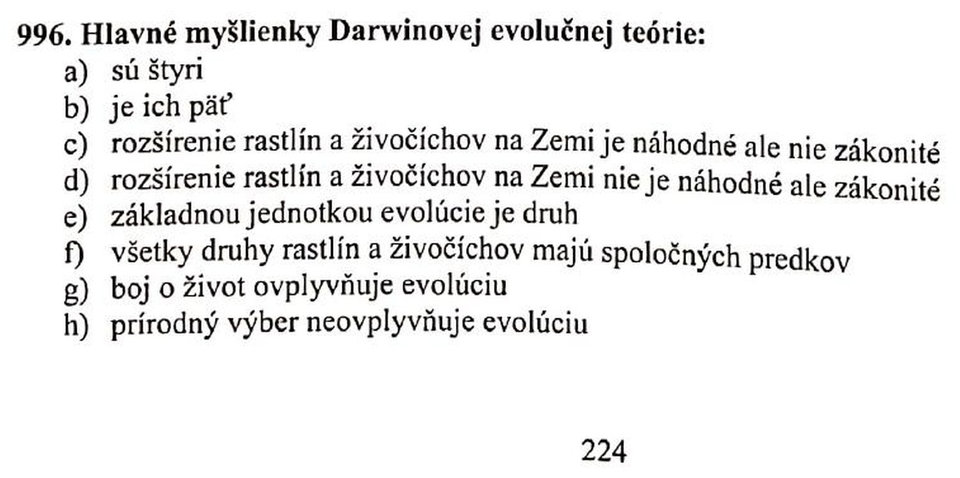 996. Hlavné myšlienky Darwinovej evolučnej teórie:
a) sú štyri
b) je ich päť
c) rozšírenie rastlín a živočíchov na Zemi je náhodné ale nie zákonité
d) rozšírenie rastlín a živočíchov na Zemi nie je náhodné ale zákonité
e) základnou jednotkou evolúcie je druh
f) všetky druhy rastlín a živočíchov majú spoločných predkov
g) boj o život ovplyvňuje evolúciu
h) prírodný výber neovplyvňuje evolúciu
224